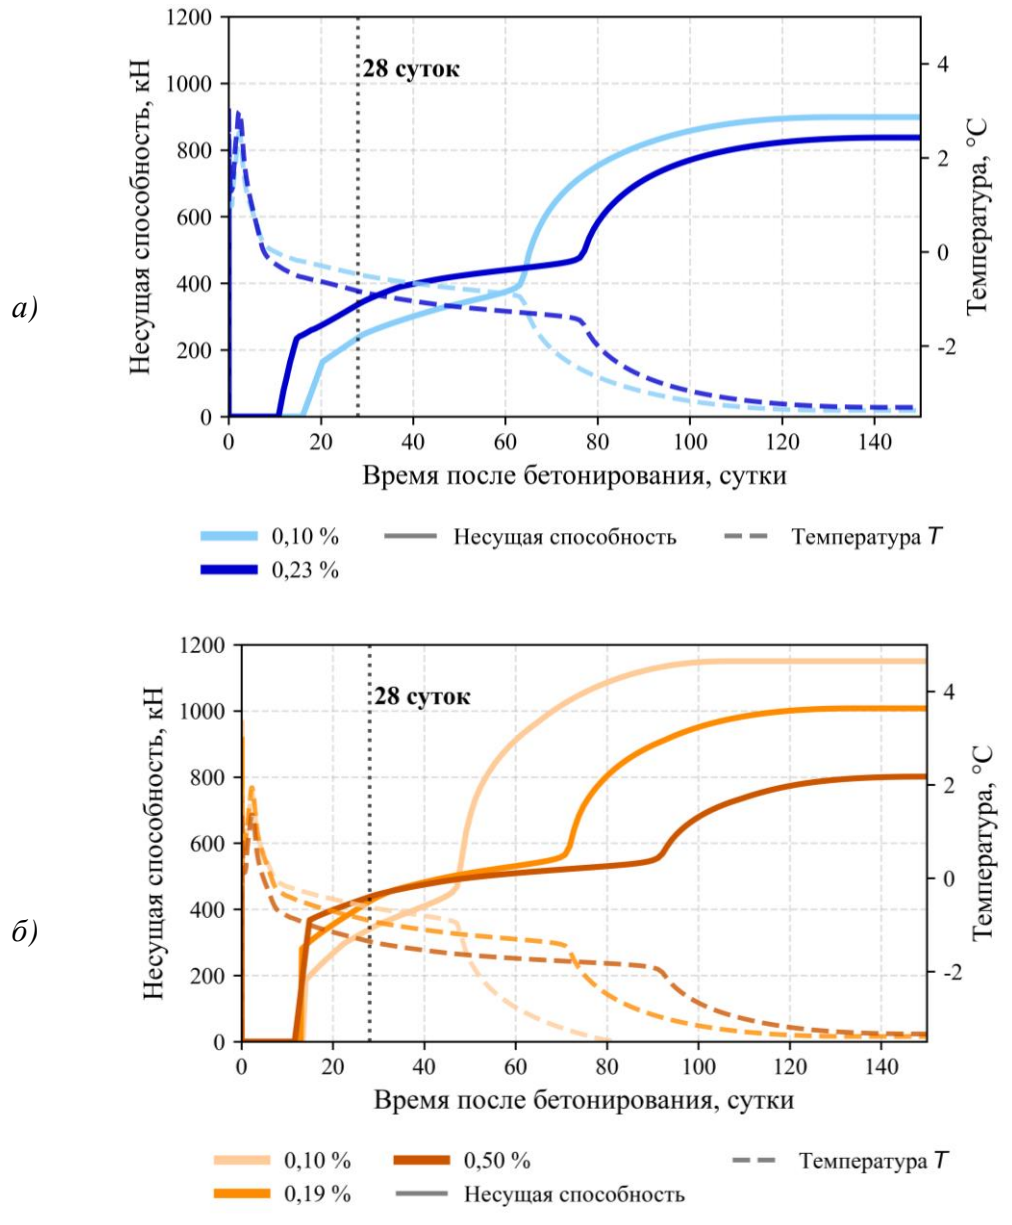 1200
1000
800
600
400
200
0
Несущая способность, кН
28 суток
4
2
0
-2
Температура, °C
а)
0 20 40 60 80 100 120 140
Время после бетонирования, сутки
0,10 % Несущая способность Температура T
0,23 %
1200
1000
800
600
400
200
0
Несущая способность, кН
28 суток
4
2
0
-2
Температура, °C
б)
0 20 40 60 80 100 120 140
Время после бетонирования, сутки
0,10 % 0,50 % Температура T
0,19 % Несущая способность